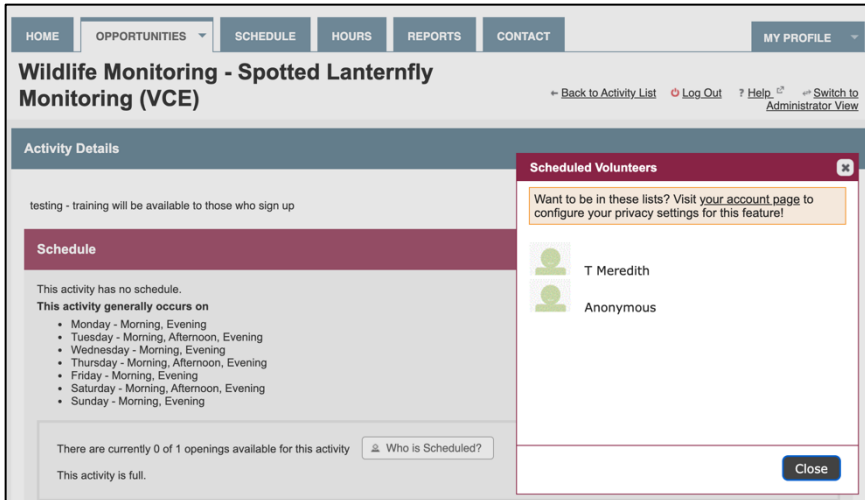 HOME
OPPORTUNITIES
SCHEDULE
HOURS
REPORTS
CONTACT
MY PROFILE
Wildlife Monitoring - Spotted Lanternfly
Monitoring (VCE)
Back to Activity List
Log Out
? Help
Switch to
Administrator View
Activity Details
testing - training will be available to those who sign up
Schedule
This activity has no schedule.
This activity generally occurs on
• Monday - Morning, Evening
• Tuesday - Morning, Afternoon, Evening
• Wednesday - Morning, Evening
• Thursday - Morning, Afternoon, Evening
• Friday - Morning, Evening
• Saturday - Morning, Afternoon, Evening
• Sunday - Morning, Evening
There are currently 0 of 1 openings available for this activity
Who is Scheduled?
This activity is full.
Scheduled Volunteers
Want to be in these lists? Visit your account page to
configure your privacy settings for this feature!
T Meredith
Anonymous
Close